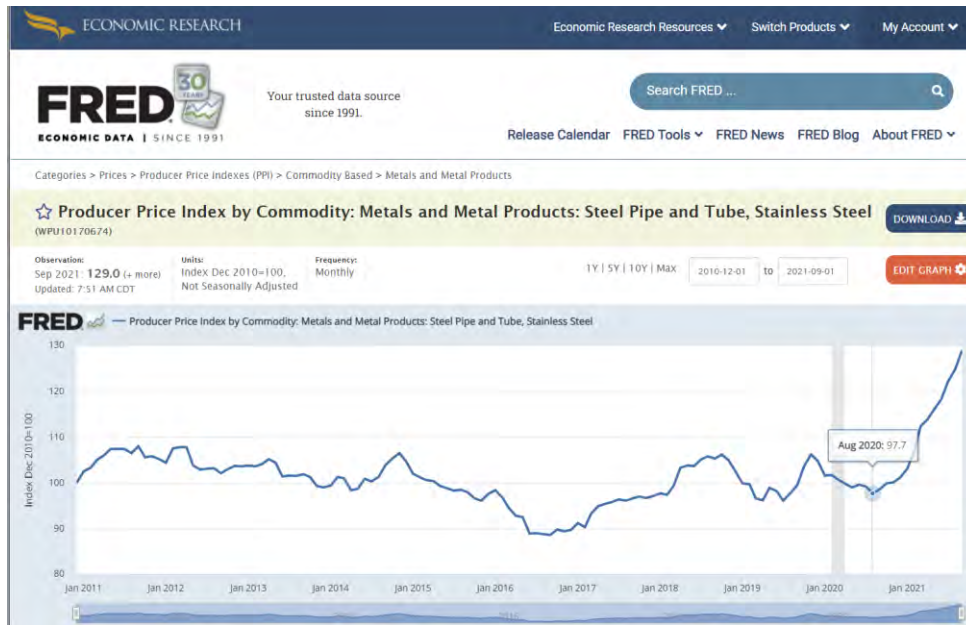 ECONOMIC RESEARCH
Economic Research Resources Switch Products My Account
FRED
30
YEARS
ECONOMIC DATA | SINCE 1991
Your trusted data source
since 1991.
Search FRED ...
Release Calendar FRED Tools FRED News FRED Blog About FRED
Categories > Prices > Producer Price Indexes (PPI) > Commodity Based > Metals and Metal Products
Producer Price Index by Commodity: Metals and Metal Products: Steel Pipe and Tube, Stainless Steel
(WPU10170674)
DOWNLOAD
Observation:
Sep 2021: 129.0 (+ more)
Updated: 7:51 AM CDT
Units:
Index Dec 2010=100,
Not Seasonally Adjusted
Frequency:
Monthly
1Y | 5Y | 10Y | Max 2010-12-01 to 2021-09-01
EDIT GRAPH
FRED — Producer Price Index by Commodity: Metals and Metal Products: Steel Pipe and Tube, Stainless Steel
130
120
110
100
90
80
Index Dec 2010=100
Aug 2020: 97.7
Jan 2011 Jan 2012 Jan 2013 Jan 2014 Jan 2015 Jan 2016 Jan 2017 Jan 2018 Jan 2019 Jan 2020 Jan 2021